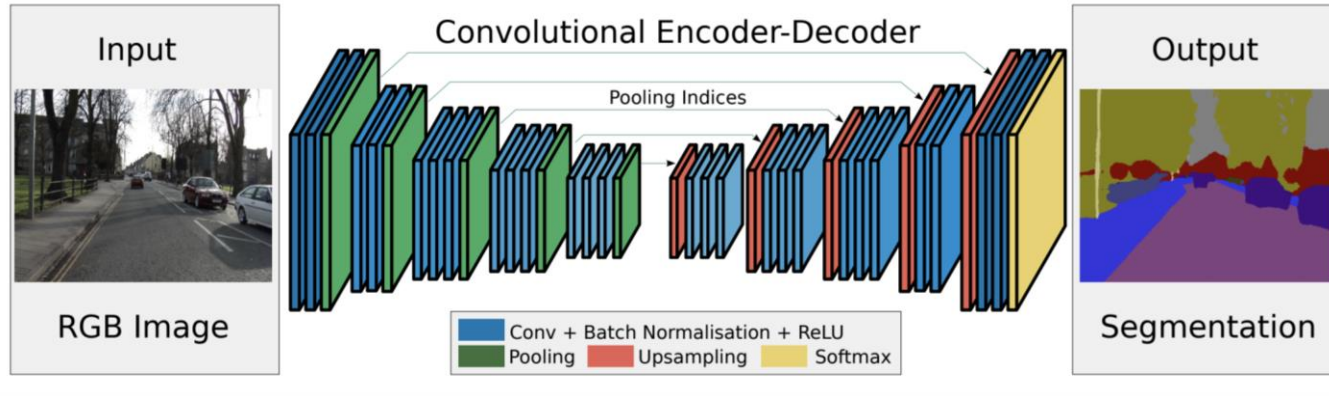 Input
RGB Image
Convolutional Encoder-Decoder
Pooling Indices
Conv + Batch Normalisation + ReLU
Pooling Upsampling Softmax
Output
Segmentation